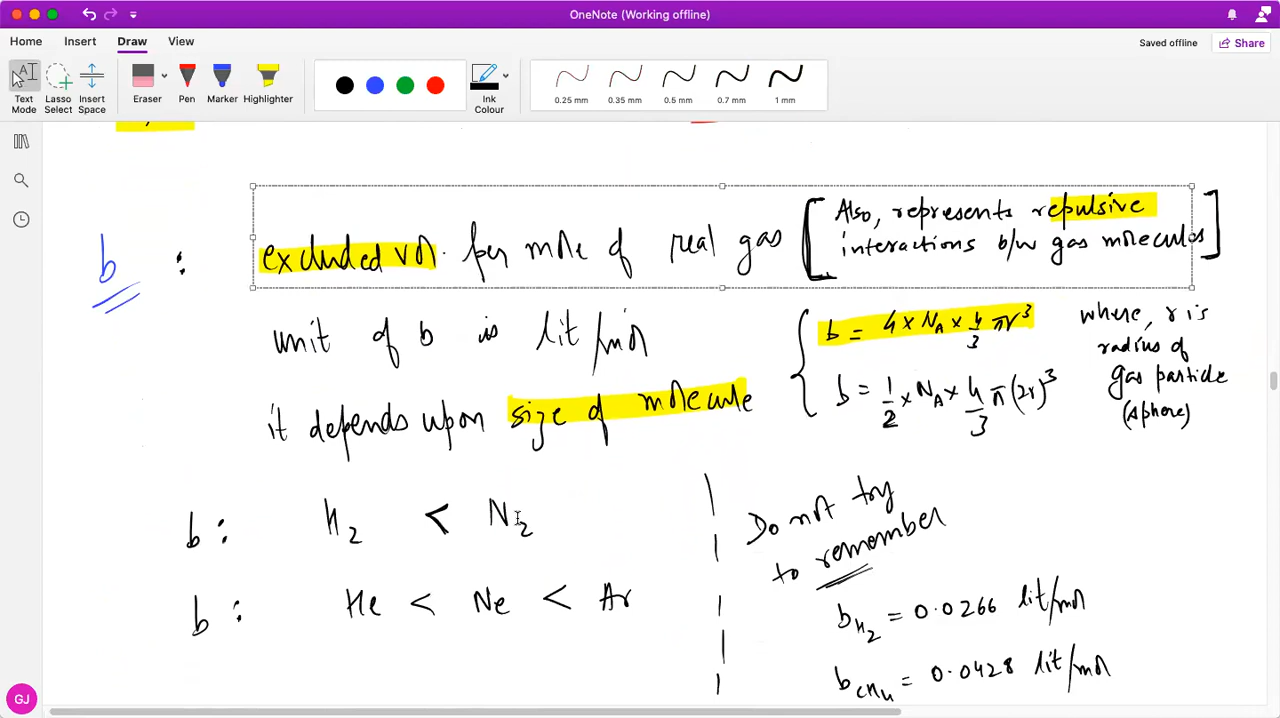 OneNote (Working offline)
Home Insert Draw View
Saved offline Share
Text Mode
Lasso Select
Insert Space
Eraser
Pen
Marker
Highlighter
Ink Colour
0.25 mm 0.35 mm 0.5 mm 0.7 mm 1 mm
b : excluded vol. per mole of real gas [Also, represents repulsive
interactions b/w gas molecules]
unit of b is lit/mol
b = 4 × N_A × 4/3 πr³
b = 1/2 × N_A × 4/3 π(2r)³
where, r is
radius of
gas particle
(sphere)
it depends upon size of molecule
b : H₂ < N₂
b : He < Ne < Ar
Do not try
to remember
b_H₂ = 0.0266 lit/mol
b_CH₄ = 0.0428 lit/mol
GJ